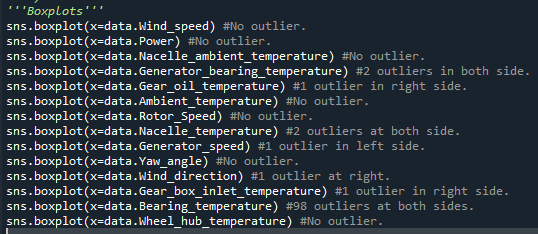 '''Boxplots'''
sns.boxplot(x=data.Wind_speed) #No outlier.
sns.boxplot(x=data.Power) #No outlier.
sns.boxplot(x=data.Nacelle_ambient_temperature) #No outlier.
sns.boxplot(x=data.Generator_bearing_temperature) #2 outliers in both side.
sns.boxplot(x=data.Gear_oil_temperature) #1 outlier in right side.
sns.boxplot(x=data.Ambient_temperature) #No outlier.
sns.boxplot(x=data.Rotor_Speed) #No outlier.
sns.boxplot(x=data.Nacelle_temperature) #2 outliers at both side.
sns.boxplot(x=data.Generator_speed) #1 outlier in left side.
sns.boxplot(x=data.Yaw_angle) #No outlier.
sns.boxplot(x=data.Wind_direction) #1 outlier at right.
sns.boxplot(x=data.Gear_box_inlet_temperature) #1 outlier in right side.
sns.boxplot(x=data.Bearing_temperature) #98 outliers at both sides.
sns.boxplot(x=data.Wheel_hub_temperature) #No outlier.